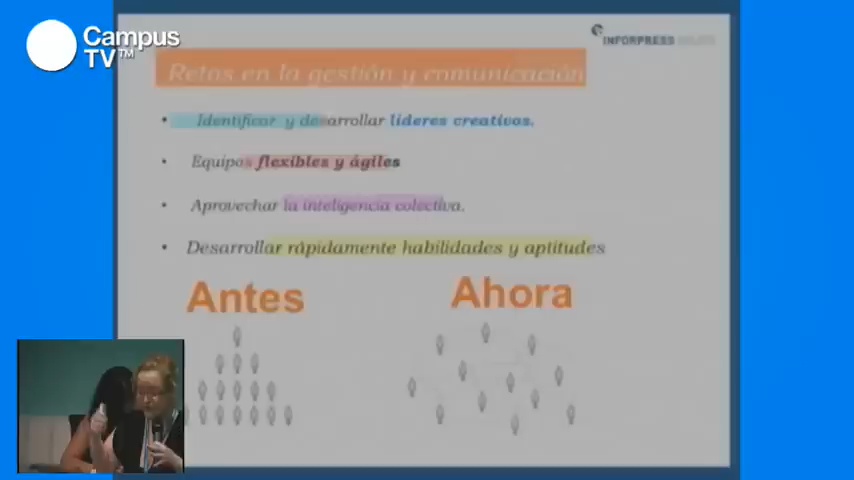 Campus
TV™
INFORPRESS
Retos en la gestión y comunicación
• Identificar y desarrollar líderes creativos.
• Equipos flexibles y ágiles
• Aprovechar la inteligencia colectiva.
• Desarrollar rápidamente habilidades y aptitudes
Antes
Ahora